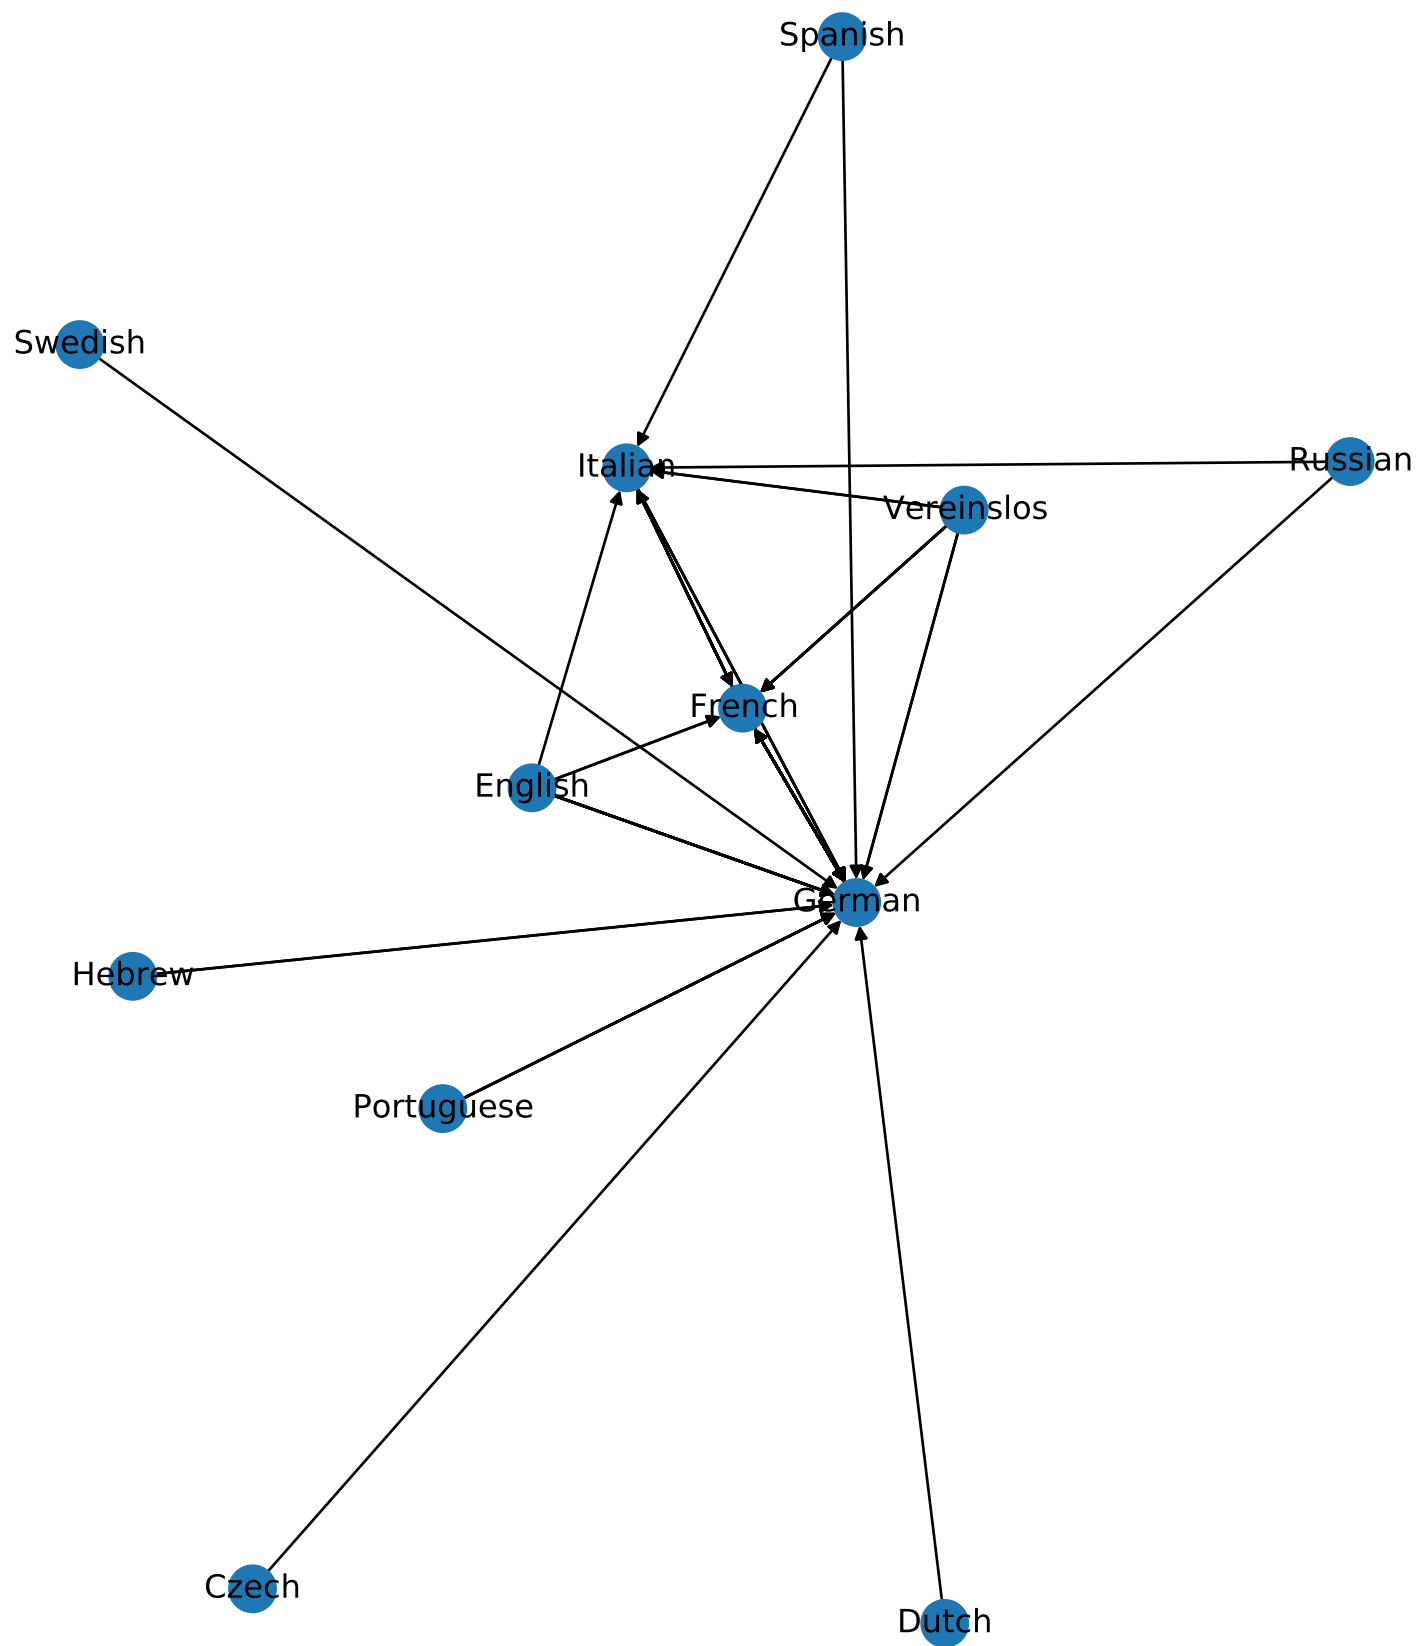 Spanish
Swedish
Italian
Russian
Vereinslos
French
English
German
Hebrew
Portuguese
Czech
Dutch